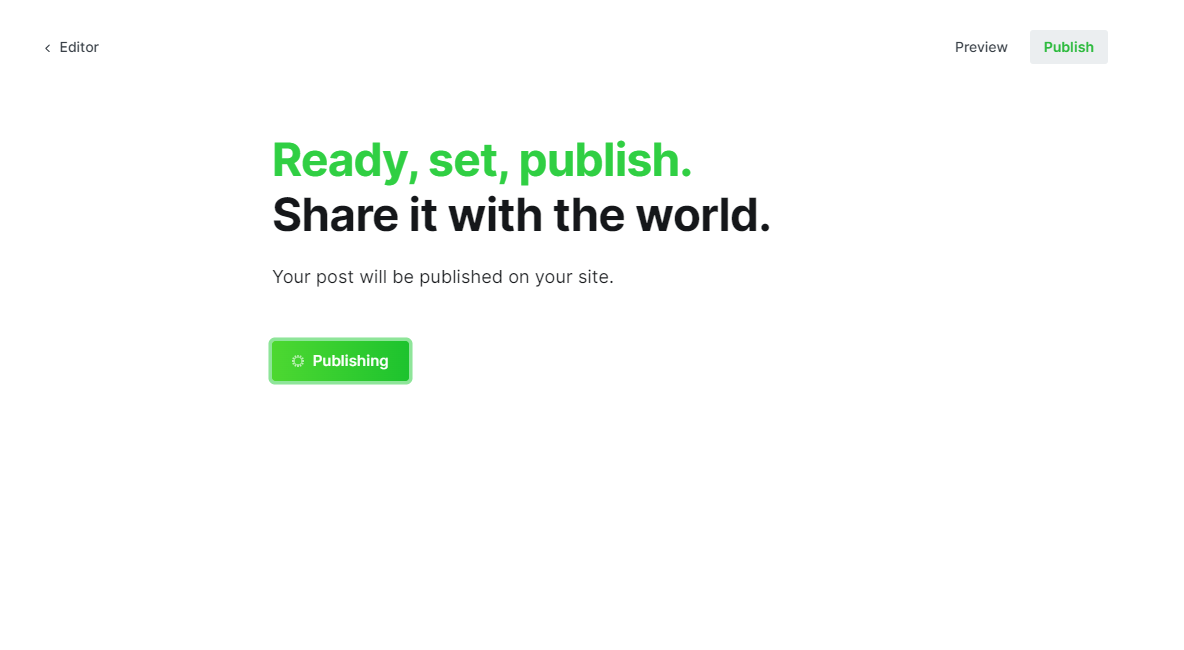 Editor
Preview
Publish
Ready, set, publish.
Share it with the world.
Your post will be published on your site.
Publishing